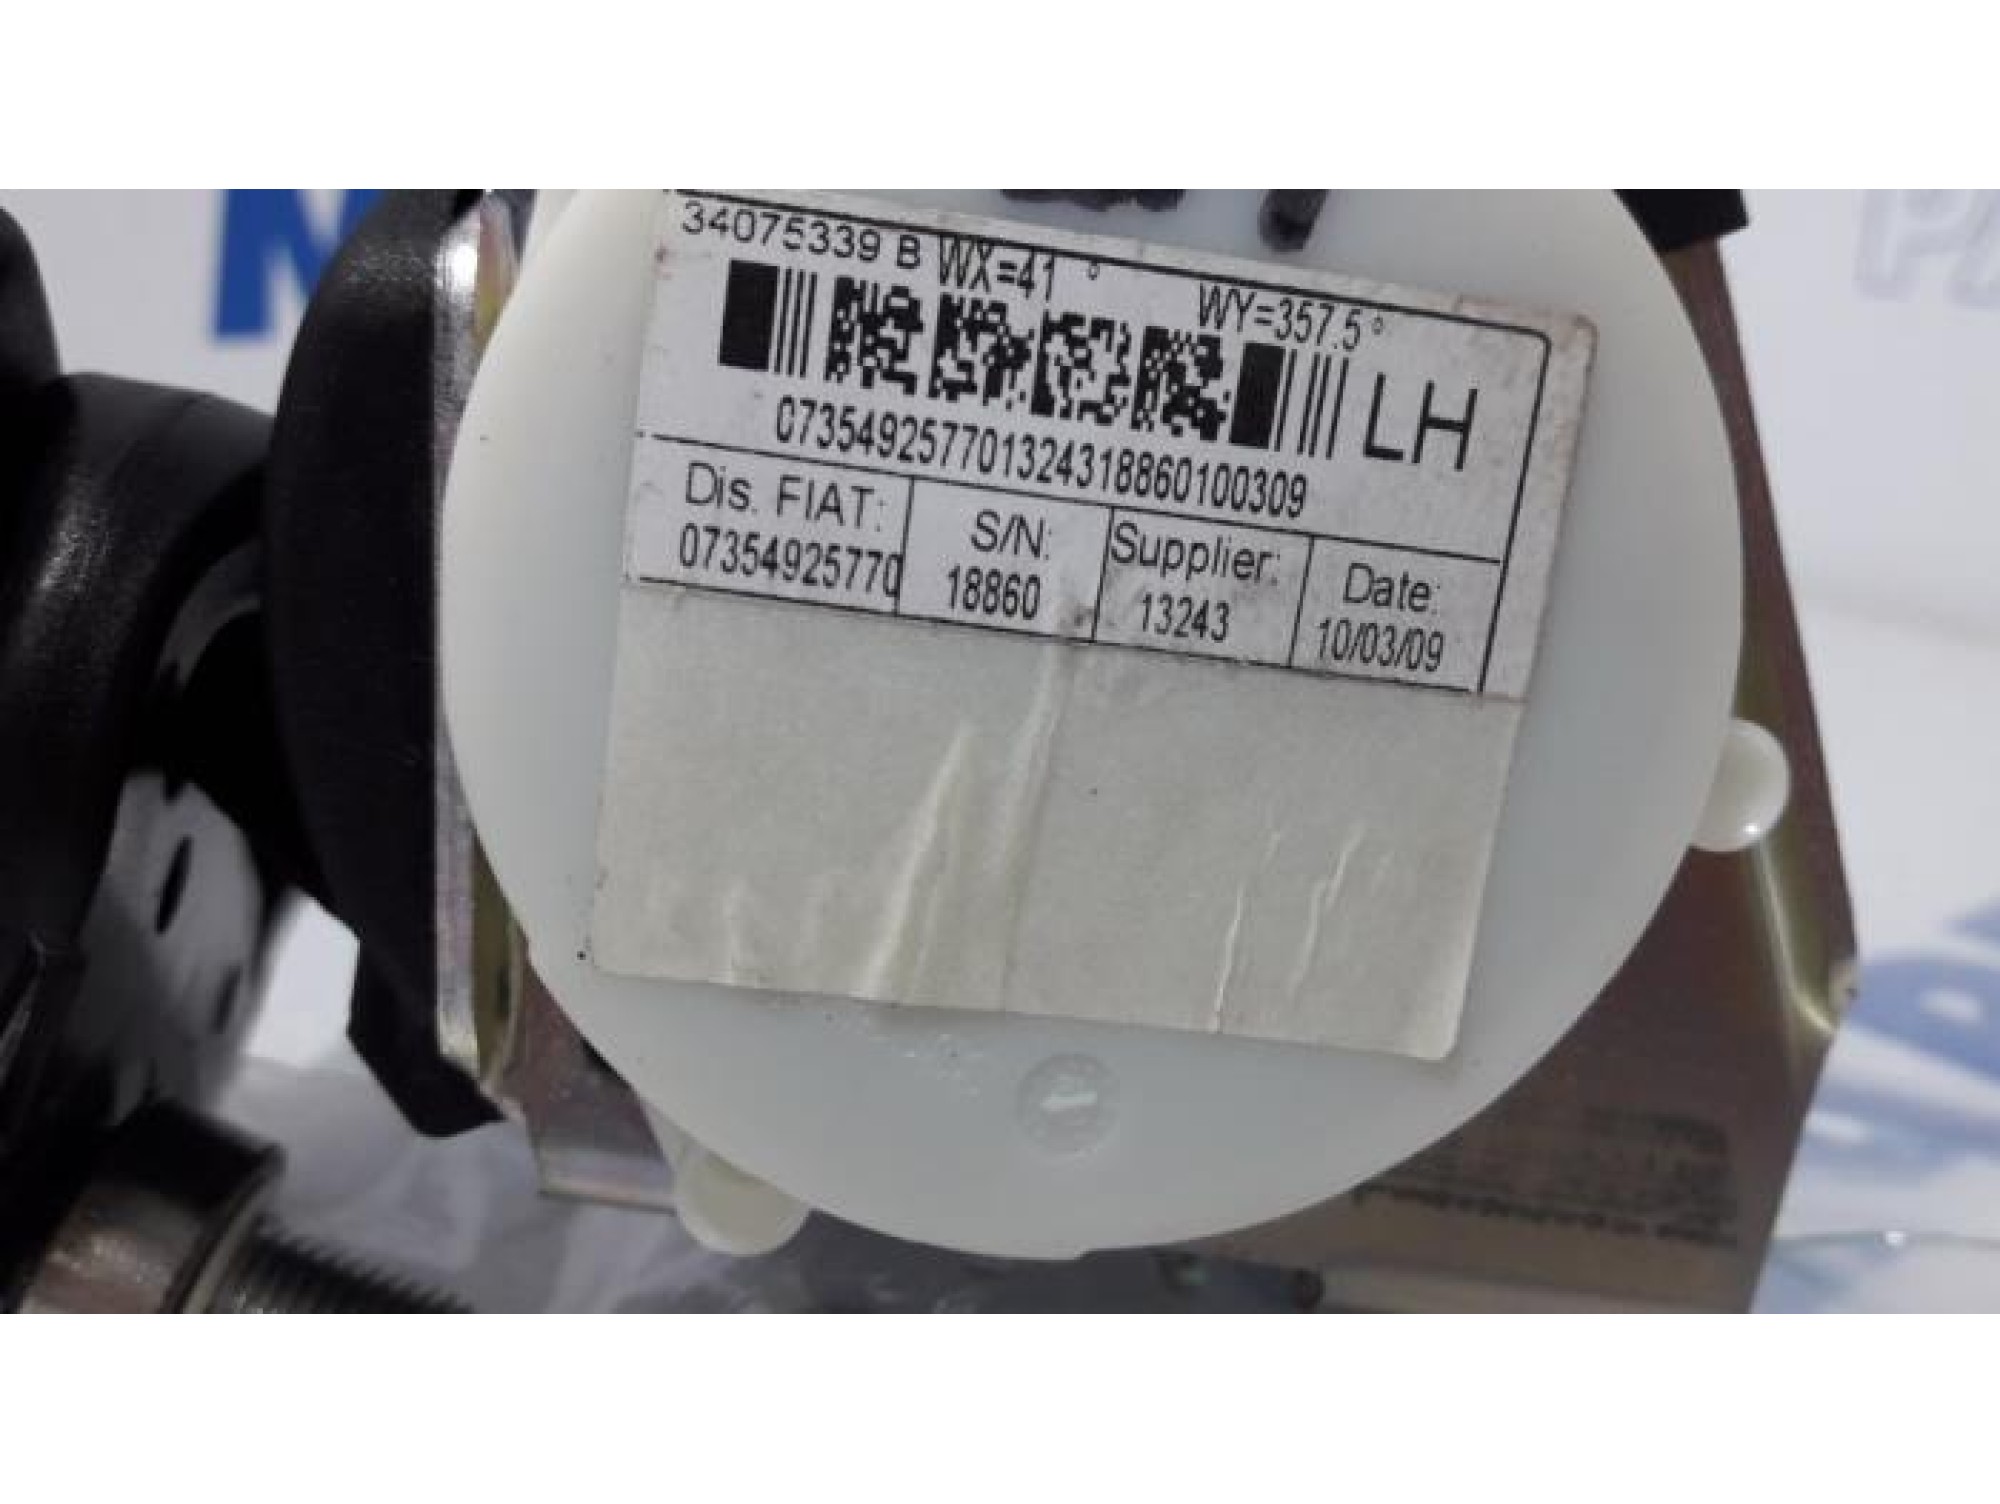 34075339 B WX=41 °
WY=357.5°
LH
07354925770132431886010030​9
Dis. FIAT: S/N: Supplier: Date:
07354925770 18860 13243 10/03/09